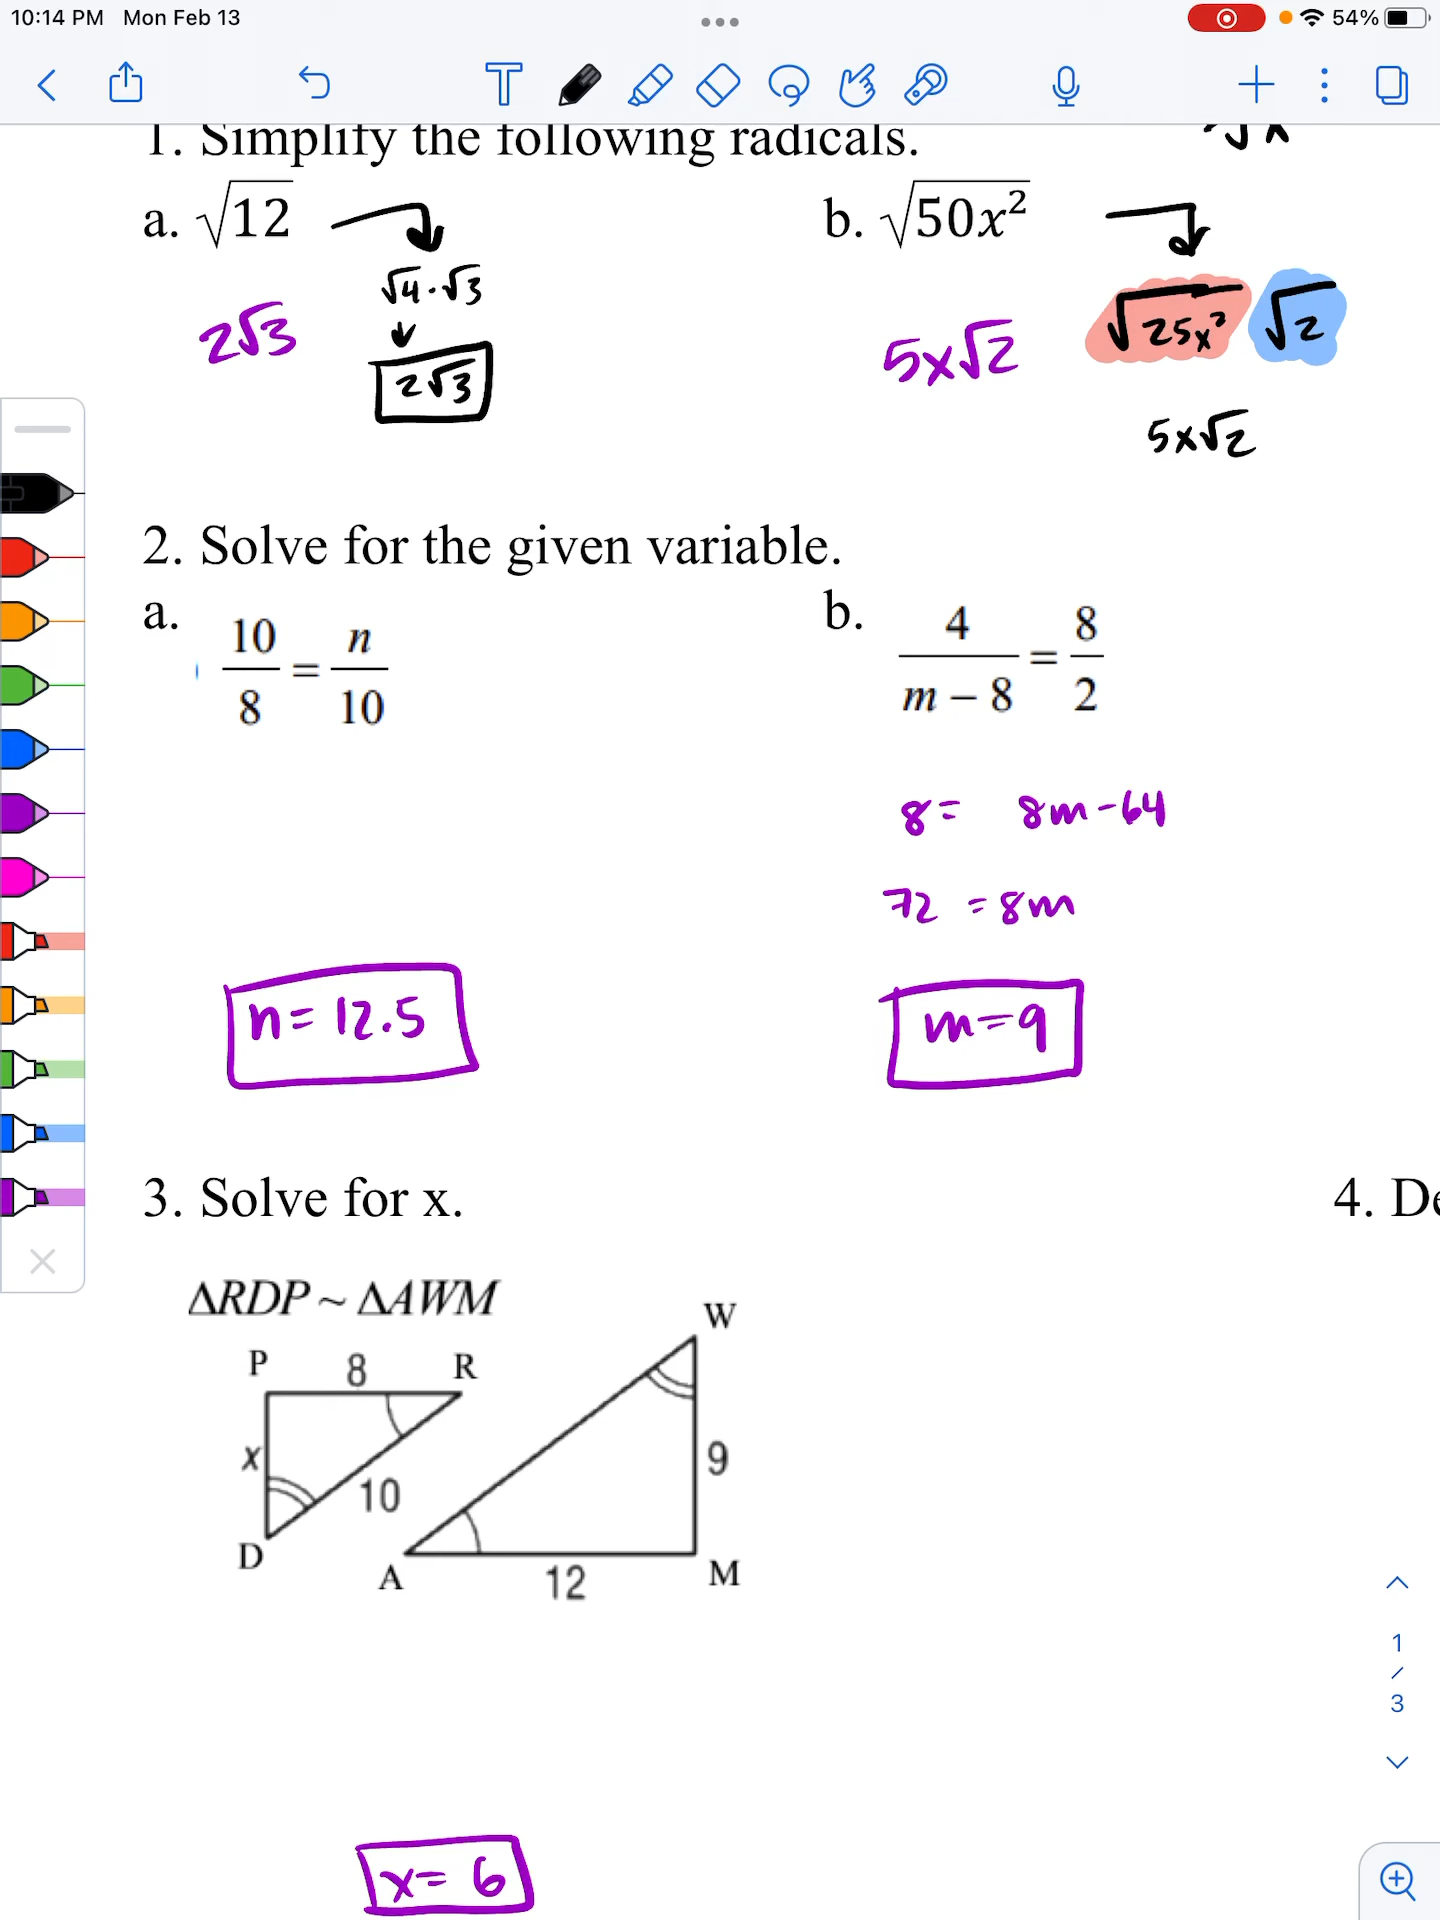 10:14 PM Mon Feb 13 54%
1. Simplify the following radicals.
a. √12
√4·√3
2√3
2√3
b. √50x²
√25x² √2
5x√2
5x√2
2. Solve for the given variable.
a. 10/8 = n/10
n = 12.5
b. 4/(m – 8) = 8/2
8 = 8m - 64
72 = 8m
m = 9
3. Solve for x.
ΔRDP ~ ΔAWM
P 8 R
x
10
D
W
9
A 12 M
x = 6
4.
1
/
3